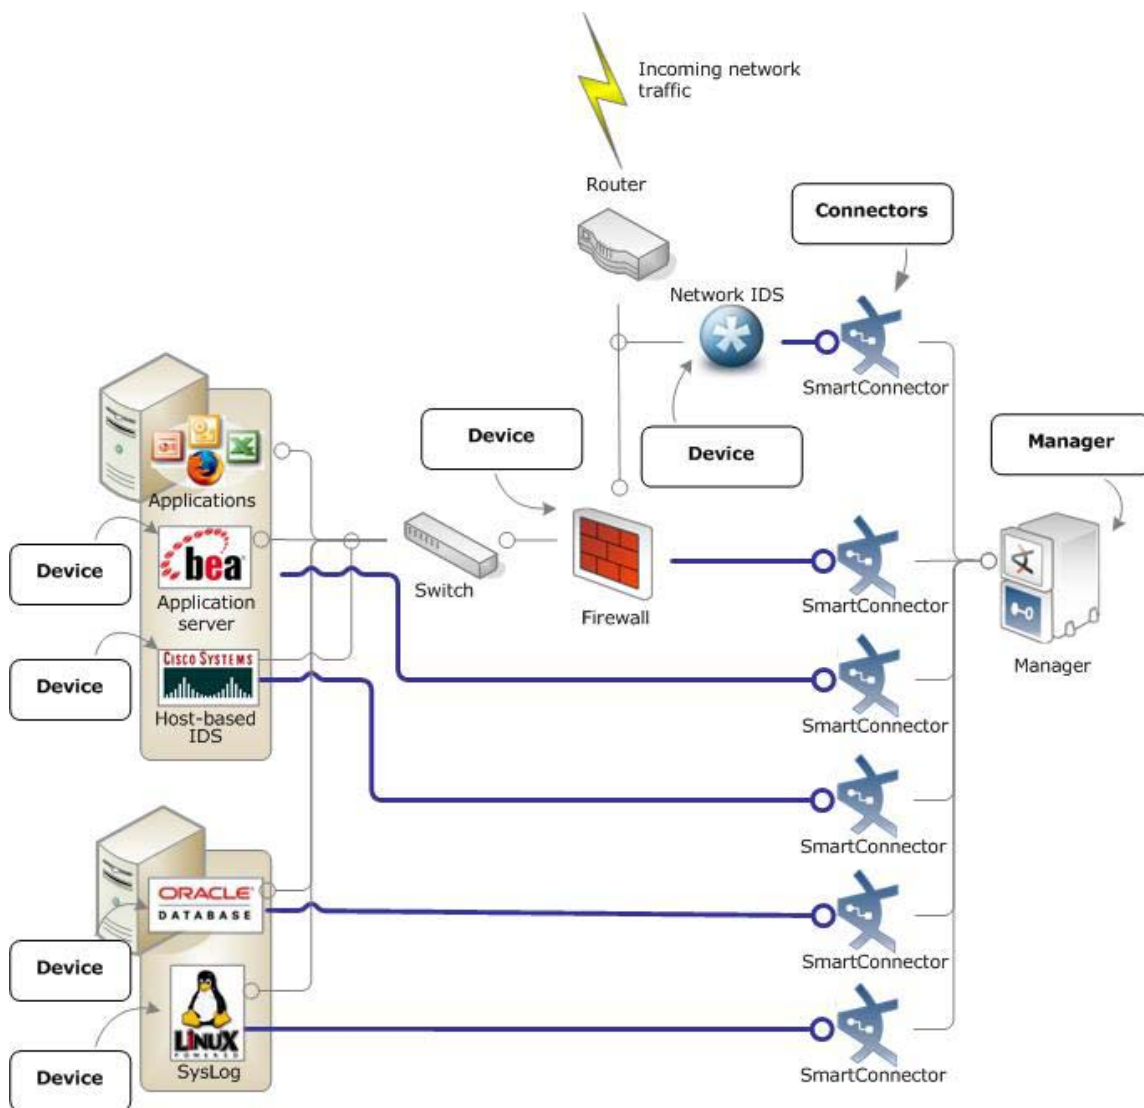 Incoming network
traffic
Router
Connectors
Network IDS
SmartConnector
Device
Device
Manager
Applications
Device
bea
Application
server
Switch
Firewall
SmartConnector
Manager
Device
CISCO SYSTEMS
Host-based
IDS
SmartConnector
SmartConnector
ORACLE
DATABASE
SmartConnector
Device
LINUX
POWERED
SysLog
SmartConnector
Device